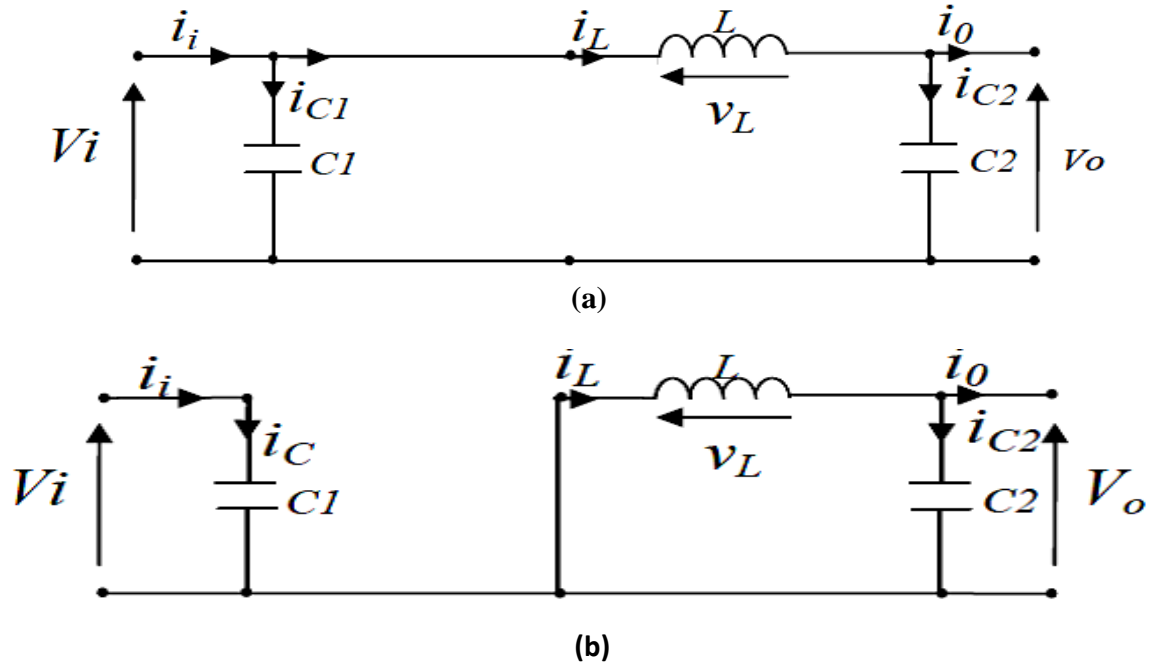 i_i i_L L i_0
i_C1 i_C2
v_L
Vi C1 C2 Vo
(a)
i_i i_L L i_0
i_C i_C2
v_L
Vi C1 C2 V_o
(b)